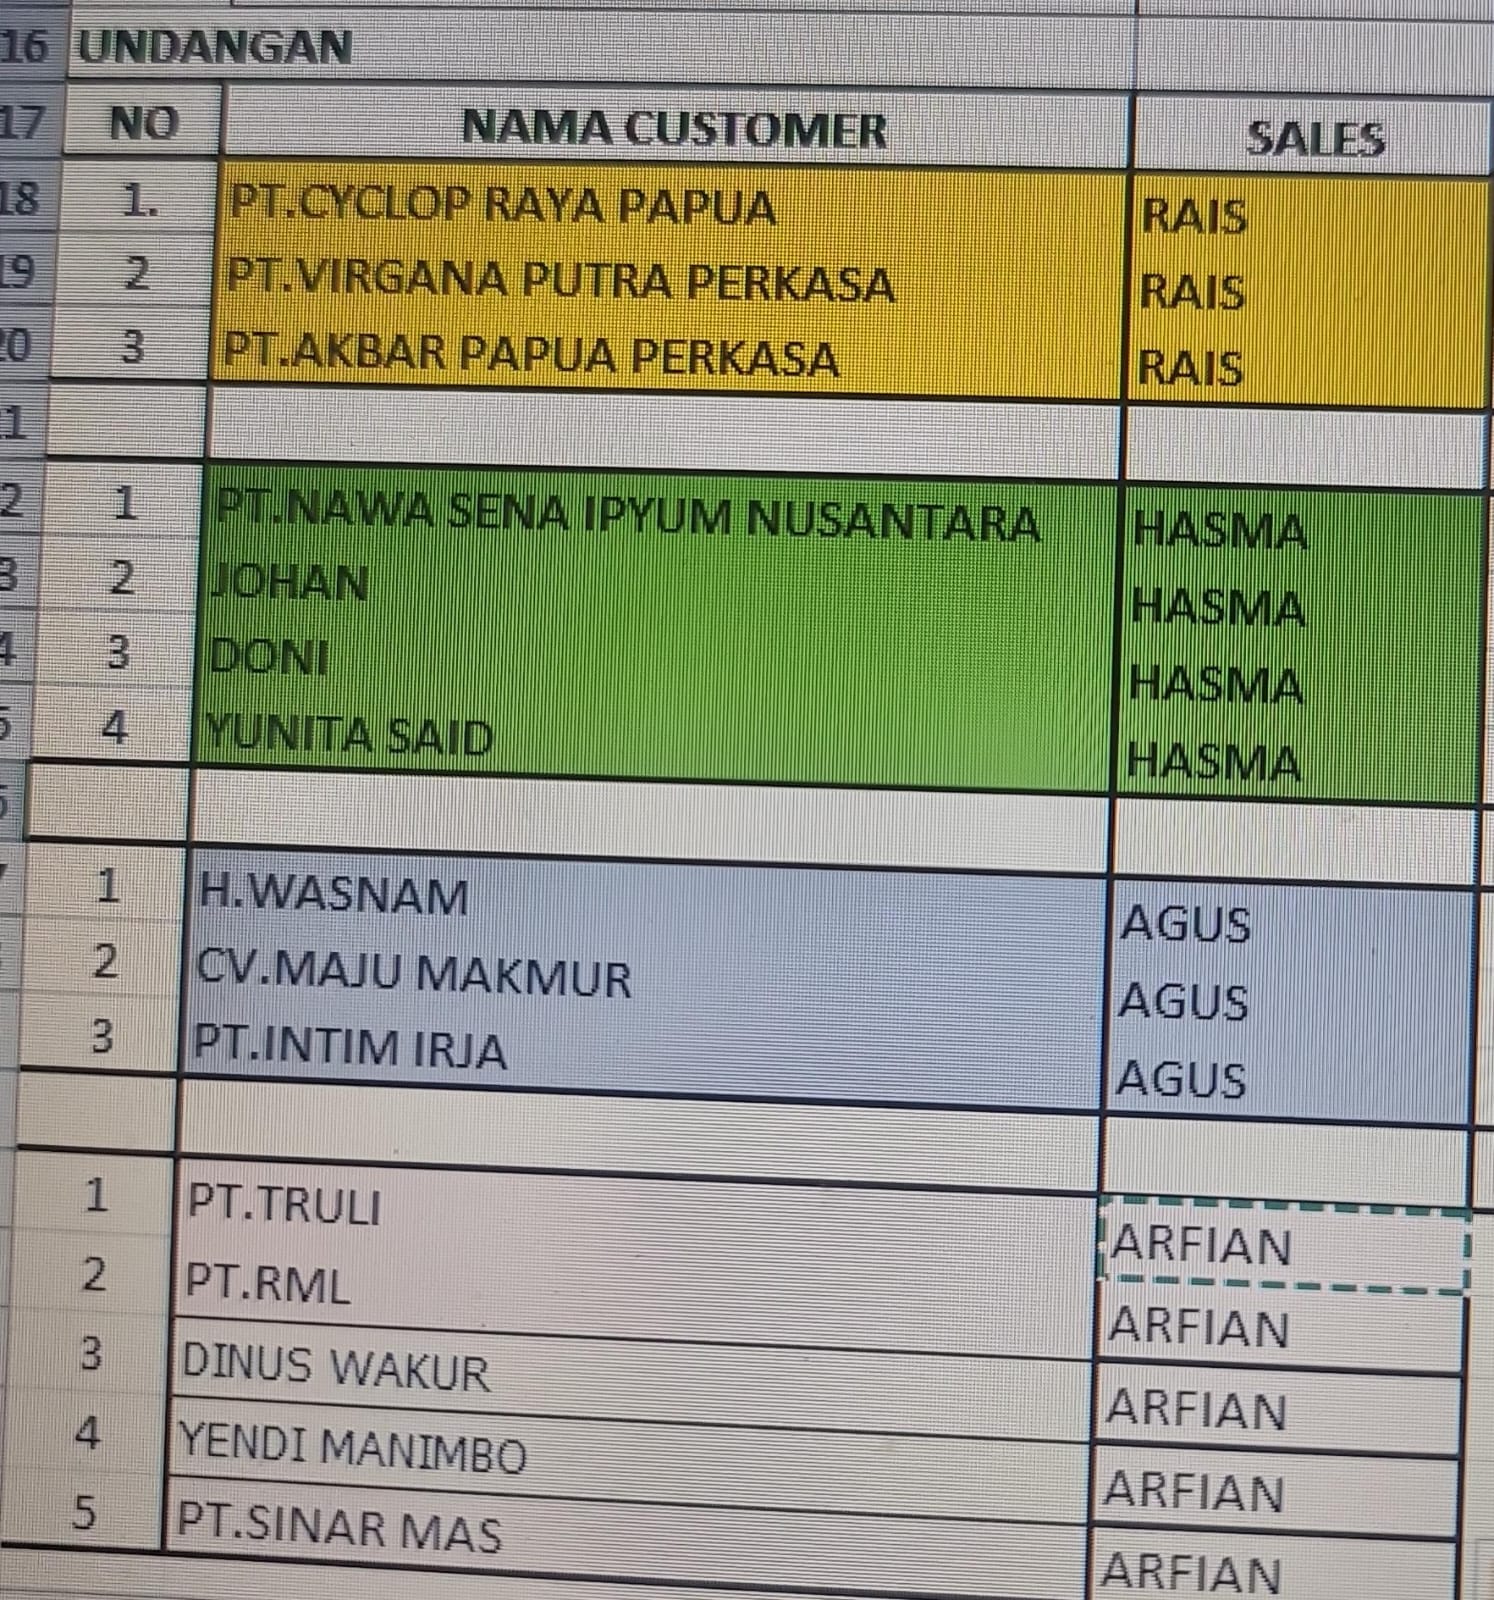 16 UNDANGAN
17 NO NAMA CUSTOMER SALES
18 1. PT.CYCLOP RAYA PAPUA RAIS
19 2 PT.VIRGANA PUTRA PERKASA RAIS
20 3 PT.AKBAR PAPUA PERKASA RAIS
1
2 1 PT.NAWA SENA IPYUM NUSANTARA HASMA
3 2 JOHAN HASMA
4 3 DONI HASMA
5 4 YUNITA SAID HASMA
1 H.WASNAM AGUS
2 CV.MAJU MAKMUR AGUS
3 PT.INTIM IRJA AGUS
1 PT.TRULI ARFIAN
2 PT.RML ARFIAN
3 DINUS WAKUR ARFIAN
4 YENDI MANIMBO ARFIAN
5 PT.SINAR MAS ARFIAN